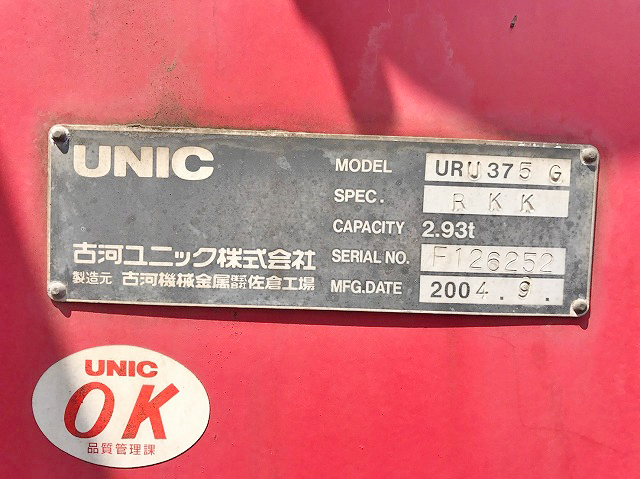 UNIC
MODEL URU375G
SPEC. RKK
CAPACITY 2.93t
古河ユニック株式会社
SERIAL NO. F126252
製造元 古河機械金属株式会社佐倉工場
MFG.DATE 2004.9.
UNIC
OK
品質管理課